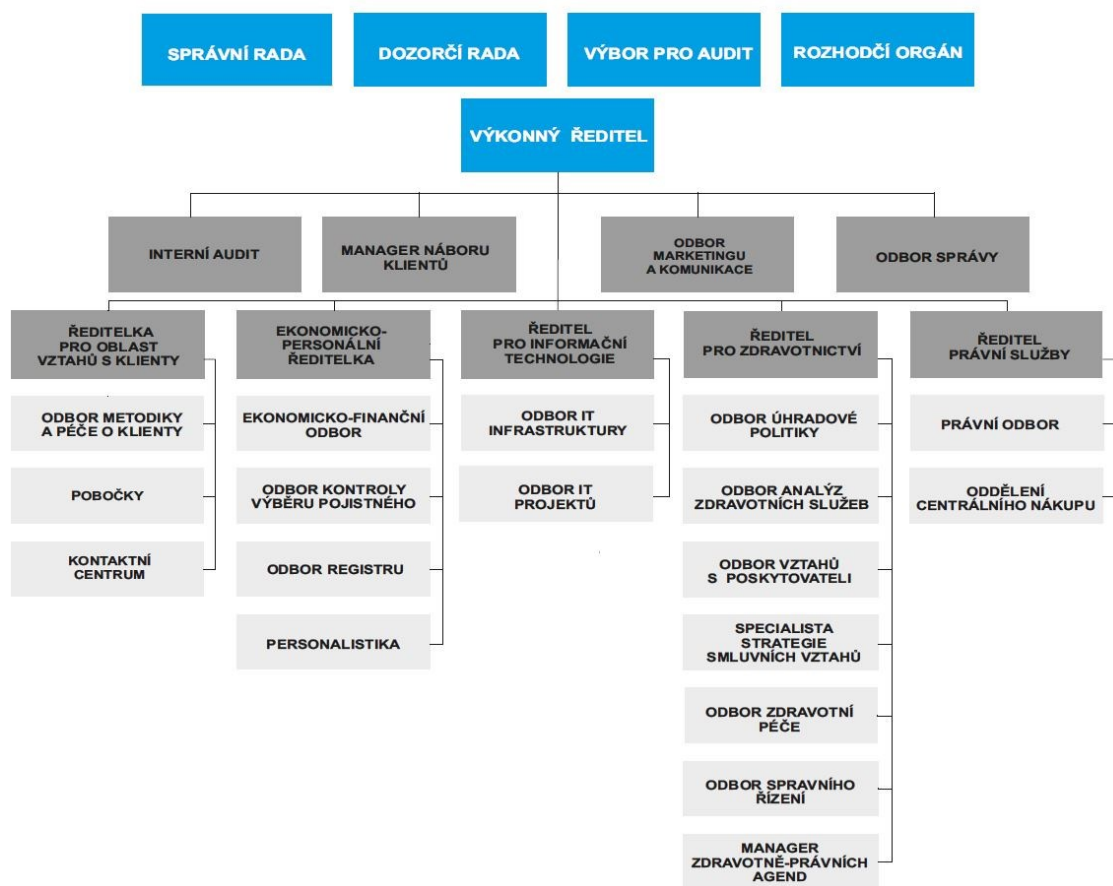 SPRÁVNÍ RADA
DOZORČÍ RADA
VÝBOR PRO AUDIT
ROZHODČÍ ORGÁN
VÝKONNÝ ŘEDITEL
INTERNÍ AUDIT
MANAGER NÁBORU
KLIENTŮ
ODBOR
MARKETINGU
A KOMUNIKACE
ODBOR SPRÁVY
ŘEDITELKA
PRO OBLAST
VZTAHŮ S KLIENTY
ODBOR METODIKY
A PÉČE O KLIENTY
POBOČKY
KONTAKTNÍ
CENTRUM
EKONOMICKO-
PERSONÁLNÍ
ŘEDITELKA
EKONOMICKO-FINANČNÍ
ODBOR
ODBOR KONTROLY
VÝBĚRU POJISTNÉHO
ODBOR REGISTRU
PERSONALISTIKA
ŘEDITEL
PRO INFORMAČNÍ
TECHNOLOGIE
ODBOR IT
INFRASTRUKTURY
ODBOR IT
PROJEKTŮ
ŘEDITEL
PRO ZDRAVOTNICTVÍ
ODBOR ÚHRADOVÉ
POLITIKY
ODBOR ANALÝZ
ZDRAVOTNÍCH SLUŽEB
ODBOR VZTAHŮ
S POSKYTOVATELI
SPECIALISTA
STRATEGIE
SMLUVNÍCH VZTAHŮ
ODBOR ZDRAVOTNÍ
PÉČE
ODBOR SPRAVNÍHO
ŘÍZENÍ
MANAGER
ZDRAVOTNĚ-PRÁVNÍCH
AGEND
ŘEDITEL
PRÁVNÍ SLUŽBY
PRÁVNÍ ODBOR
ODDĚLENÍ
CENTRÁLNÍHO NÁKUPU